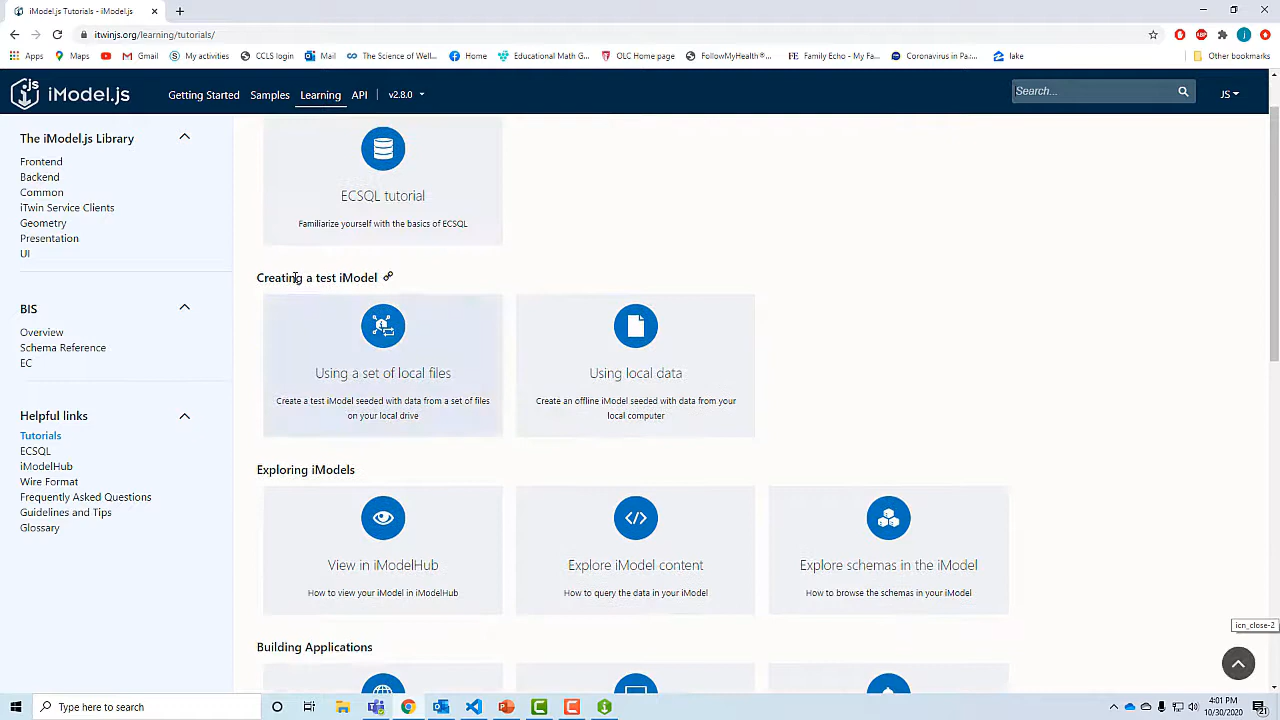 iModel.js Tutorials - iModel.js
itwinjs.org/learning/tutorials/
Apps Maps Gmail My activities CCLS login Mail The Science of Well... Home Educational Math G... OLC Home page FollowMyHealth®... Family Echo - My Fa... Coronavirus in Pa... lake Other bookmarks
iModel.js Getting Started Samples Learning API v2.8.0 Search... JS
The iModel.js Library
Frontend
Backend
Common
iTwin Service Clients
Geometry
Presentation
UI
BIS
Overview
Schema Reference
EC
Helpful links
Tutorials
ECSQL
iModelHub
Wire Format
Frequently Asked Questions
Guidelines and Tips
Glossary
ECSQL tutorial
Familiarize yourself with the basics of ECSQL
Creating a test iModel
Using a set of local files
Create a test iModel seeded with data from a set of files
on your local drive
Using local data
Create an offline iModel seeded with data from your
local computer
Exploring iModels
View in iModelHub
How to view your iModel in iModelHub
Explore iModel content
How to query the data in your iModel
Explore schemas in the iModel
How to browse the schemas in your iModel
Building Applications
icn_close-2
Type here to search
4:01 PM
10/30/2020